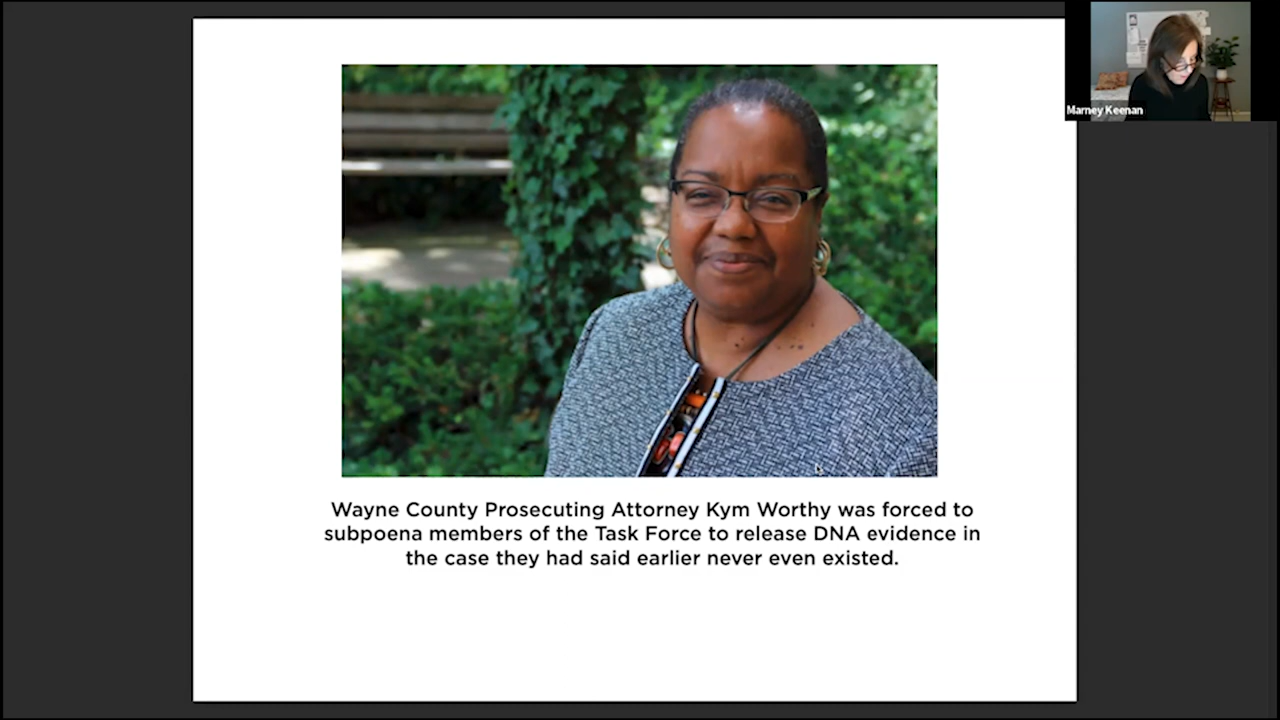 Marney Keenan
Wayne County Prosecuting Attorney Kym Worthy was forced to
subpoena members of the Task Force to release DNA evidence in
the case they had said earlier never even existed.